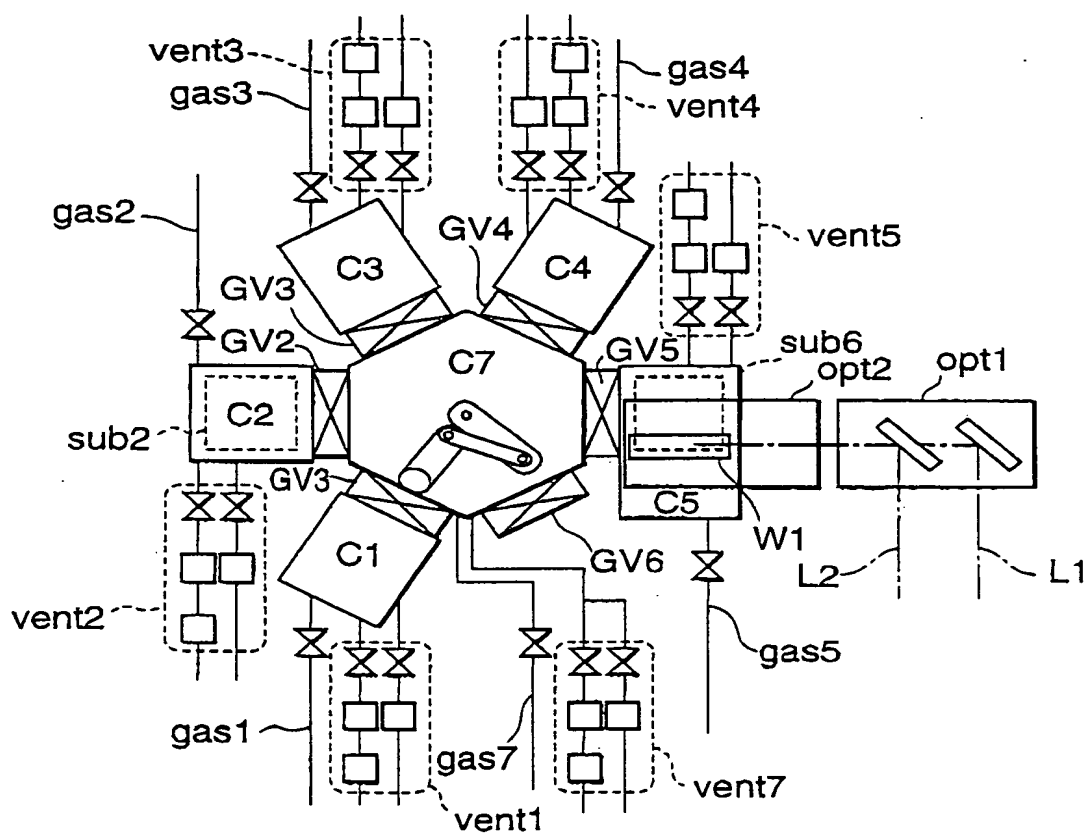 vent3
gas3
gas4
vent4
gas2
GV4
vent5
C3
C4
GV3
GV2
C7
GV5
sub6
opt2
opt1
C2
sub2
GV3
C5
W1
C1
GV6
L2
L1
vent2
gas5
gas1
gas7
vent7
vent1